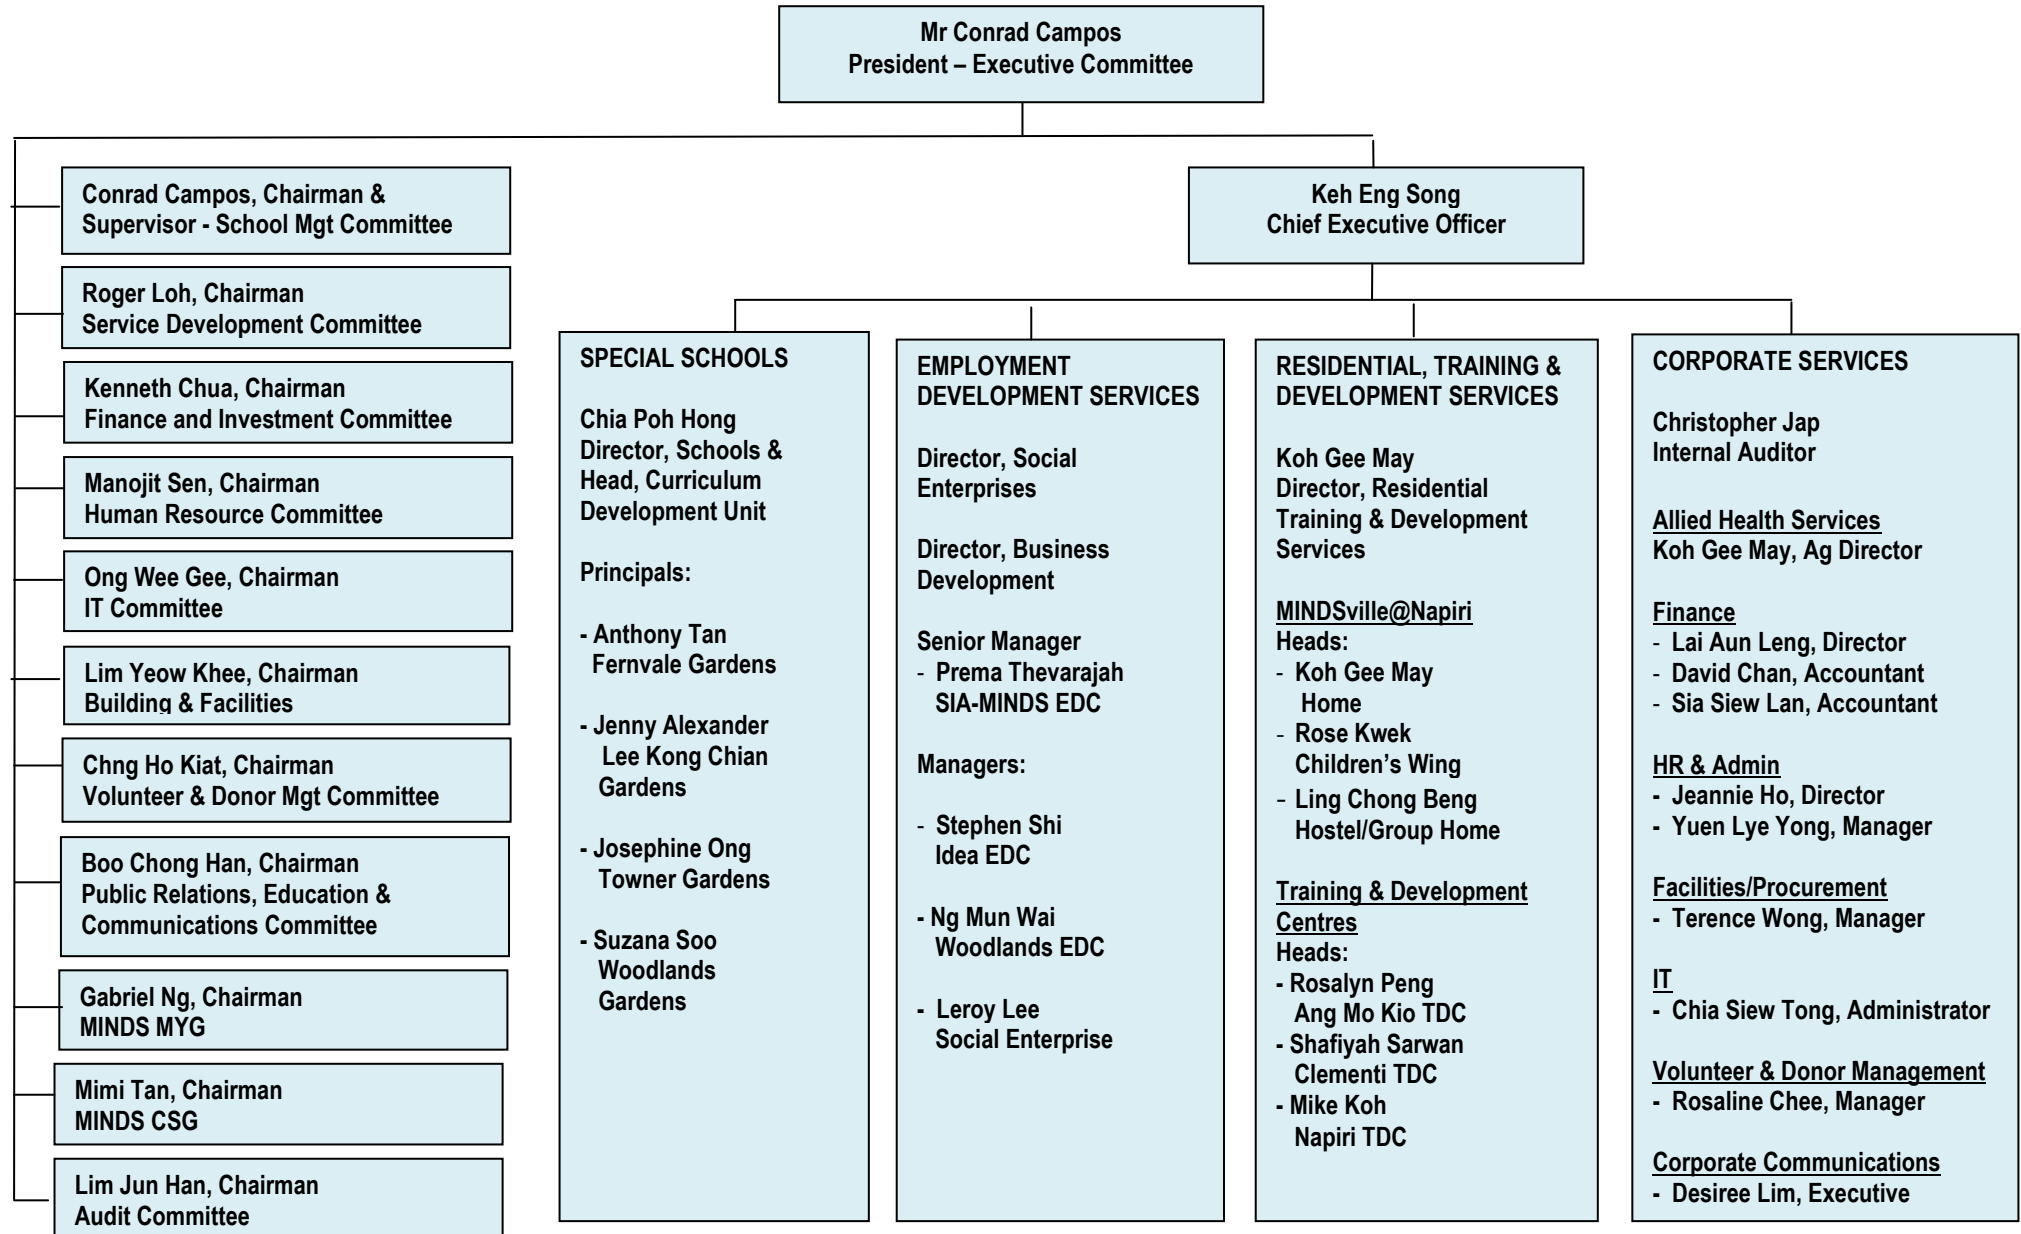 Mr Conrad Campos
President – Executive Committee
Conrad Campos, Chairman &
Supervisor - School Mgt Committee
Roger Loh, Chairman
Service Development Committee
Kenneth Chua, Chairman
Finance and Investment Committee
Manojit Sen, Chairman
Human Resource Committee
Ong Wee Gee, Chairman
IT Committee
Lim Yeow Khee, Chairman
Building & Facilities
Chng Ho Kiat, Chairman
Volunteer & Donor Mgt Committee
Boo Chong Han, Chairman
Public Relations, Education &
Communications Committee
Gabriel Ng, Chairman
MINDS MYG
Mimi Tan, Chairman
MINDS CSG
Lim Jun Han, Chairman
Audit Committee
Keh Eng Song
Chief Executive Officer
SPECIAL SCHOOLS
Chia Poh Hong
Director, Schools &
Head, Curriculum
Development Unit
Principals:
- Anthony Tan
Fernvale Gardens
- Jenny Alexander
Lee Kong Chian
Gardens
- Josephine Ong
Towner Gardens
- Suzana Soo
Woodlands
Gardens
EMPLOYMENT
DEVELOPMENT SERVICES
Director, Social
Enterprises
Director, Business
Development
Senior Manager
- Prema Thevarajah
SIA-MINDS EDC
Managers:
- Stephen Shi
Idea EDC
- Ng Mun Wai
Woodlands EDC
- Leroy Lee
Social Enterprise
RESIDENTIAL, TRAINING &
DEVELOPMENT SERVICES
Koh Gee May
Director, Residential
Training & Development
Services
MINDSville@Napiri
Heads:
- Koh Gee May
Home
- Rose Kwek
Children’s Wing
- Ling Chong Beng
Hostel/Group Home
Training & Development
Centres
Heads:
- Rosalyn Peng
Ang Mo Kio TDC
- Shafiyah Sarwan
Clementi TDC
- Mike Koh
Napiri TDC
CORPORATE SERVICES
Christopher Jap
Internal Auditor
Allied Health Services
Koh Gee May, Ag Director
Finance
- Lai Aun Leng, Director
- David Chan, Accountant
- Sia Siew Lan, Accountant
HR & Admin
- Jeannie Ho, Director
- Yuen Lye Yong, Manager
Facilities/Procurement
- Terence Wong, Manager
IT
- Chia Siew Tong, Administrator
Volunteer & Donor Management
- Rosaline Chee, Manager
Corporate Communications
- Desiree Lim, Executive